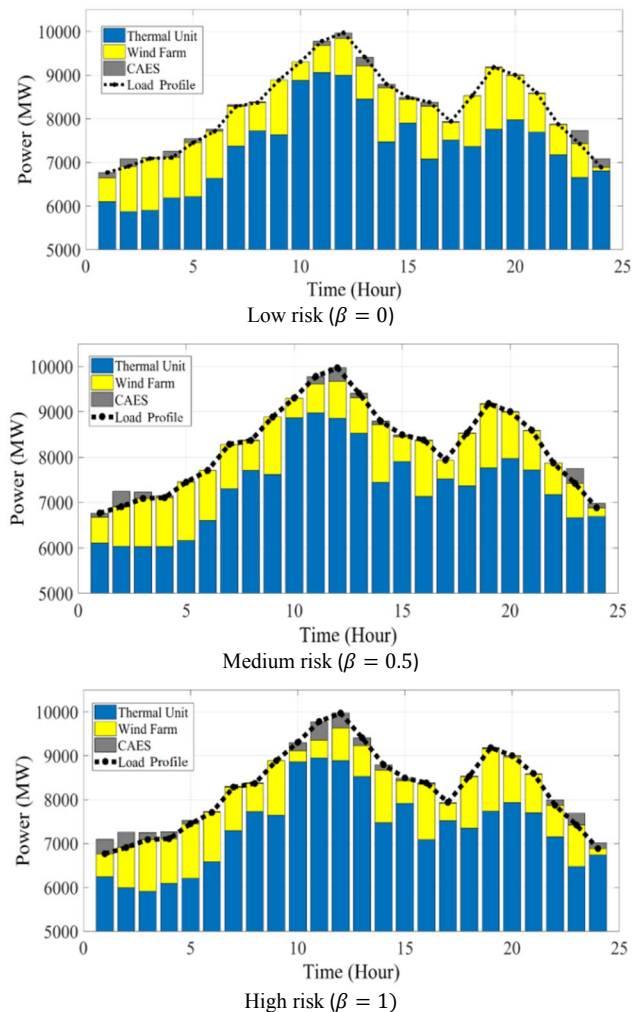 10000
9000
8000
7000
6000
5000
Power (MW)
Thermal Unit
Wind Farm
CAES
Load Profile
0 5 10 15 20 25
Time (Hour)
Low risk (β = 0)
10000
9000
8000
7000
6000
5000
Power (MW)
Thermal Unit
Wind Farm
CAES
Load Profile
0 5 10 15 20 25
Time (Hour)
Medium risk (β = 0.5)
10000
9000
8000
7000
6000
5000
Power (MW)
Thermal Unit
Wind Farm
CAES
Load Profile
0 5 10 15 20 25
Time (Hour)
High risk (β = 1)